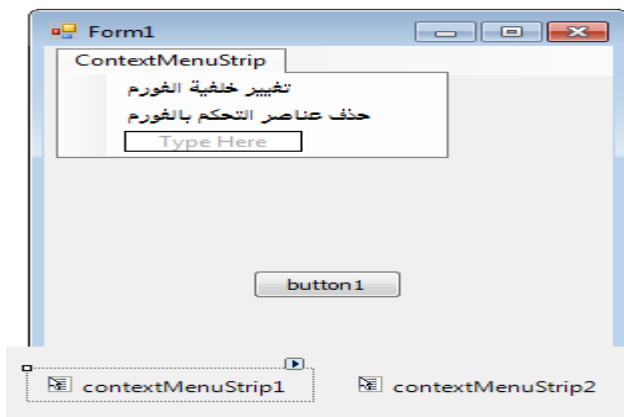 Form1
ContextMenuStrip
تغيير خلفية الفورم
حذف عناصر التحكم بالفورم
Type Here
button1
contextMenuStrip1
contextMenuStrip2